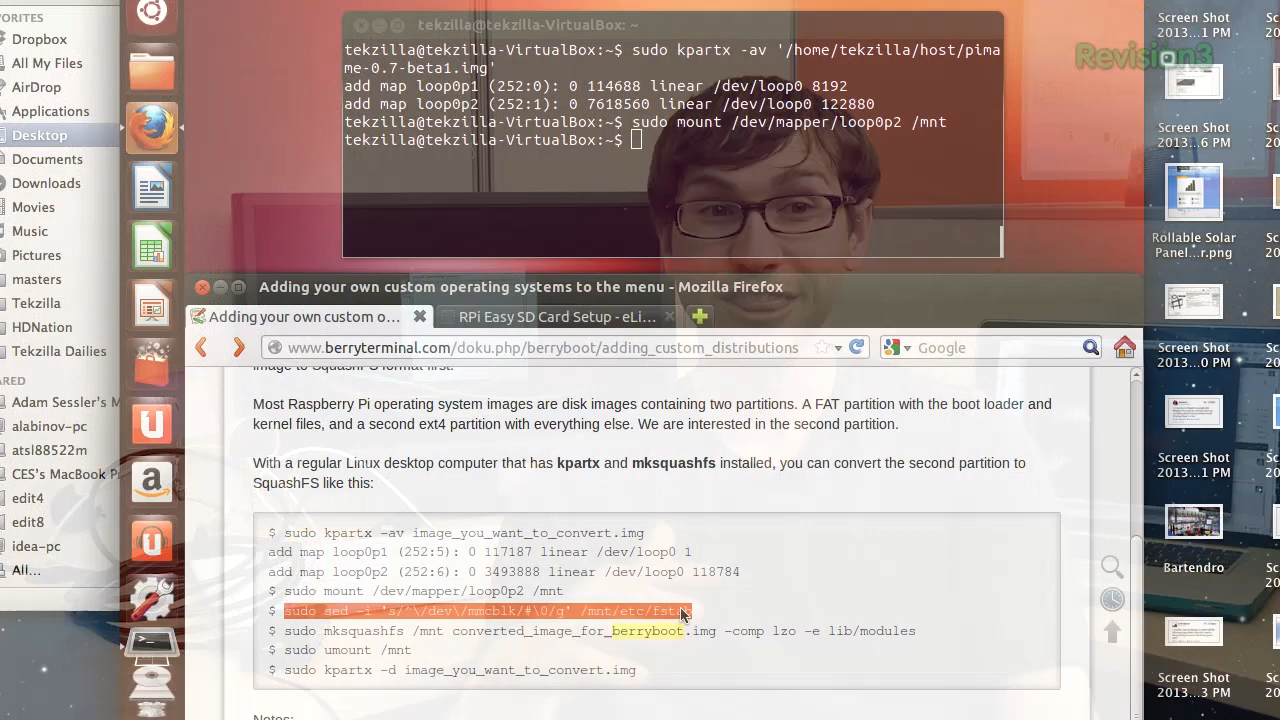 FAVORITES
Dropbox
All My Files
AirDrop
Applications
Desktop
Documents
Downloads
Movies
Music
Pictures
masters
Tekzilla
HDNation
Tekzilla Dailies
ARED
Adam Sessler's M
alabinov-pc
atsl88522m
CES's MacBook P
edit4
edit8
idea-pc
All...
tekzilla@tekzilla-VirtualBox: ~
tekzilla@tekzilla-VirtualBox:~$ sudo kpartx -av '/home/tekzilla/host/pima
me-0.7-beta1.img'
add map loop0p1 (252:0): 0 114688 linear /dev/loop0 8192
add map loop0p2 (232:1): 0 7618560 linear /dev/loop0 122880
tekzilla@tekzilla-VirtualBox:~$ sudo mount /dev/mapper/loop0p2 /mnt
tekzilla@tekzilla-VirtualBox:~$
Revision3
Adding your own custom operating systems to the menu - Mozilla Firefox
Adding your own custom o...
RPi Easy SD Card Setup - eLi...
www.berryterminal.com/doku.php/berryboot/adding_custom_distributions
Google
image to SquashFS format first.
Most Raspberry Pi operating system images are disk images containing two partitions. A FAT partition with the boot loader and
kernel files, and a second ext4 partition with everything else. We are interested in the second partition.
With a regular Linux desktop computer that has kpartx and mksquashfs installed, you can convert the second partition to
SquashFS like this:
$ sudo kpartx -av image_you_want_to_convert.img
add map loop0p1 (252:0): 0 117187 linear /dev/loop0 1
add map loop0p2 (252:1): 0 3493888 linear /dev/loop0 118784
$ sudo mount /dev/mapper/loop0p2 /mnt
$ sudo sed -i 's/^\/dev\/mmcblk/#\0/g' /mnt/etc/fstab
$ sudo mksquashfs /mnt converted_image_for_berryboot.img -comp lzo -e lib/modules
$ sudo umount /mnt
$ sudo kpartx -d image_you_want_to_convert.img
Notes:
Screen Shot
2013...1 PM
Screen Shot
2013...6 PM
Rollable Solar
Panel...r.png
Screen Shot
2013...0 PM
Screen Shot
2013...1 PM
Bartendro
Screen Shot
2013...3 PM